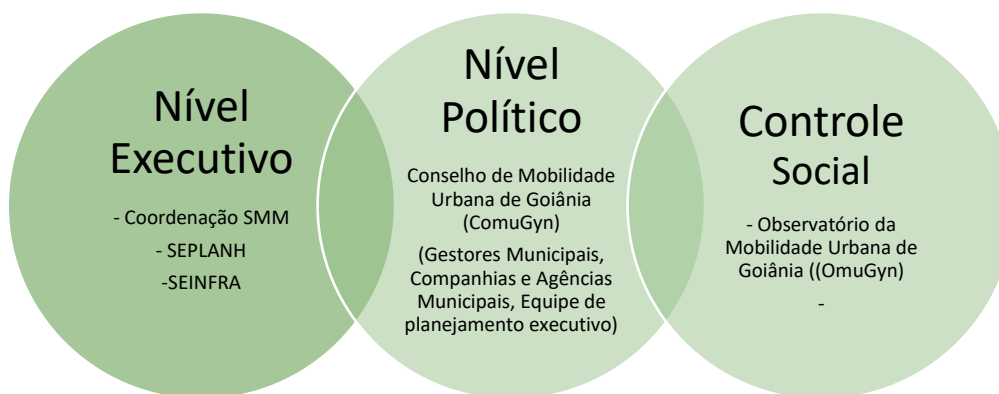 Nível
Executivo
- Coordenação SMM
- SEPLANH
-SEINFRA
Nível
Político
Conselho de Mobilidade
Urbana de Goiânia
(ComuGyn)
(Gestores Municipais,
Companhias e Agências
Municipais, Equipe de
planejamento executivo)
Controle
Social
- Observatório da
Mobilidade Urbana de
Goiânia ((OmuGyn)
-